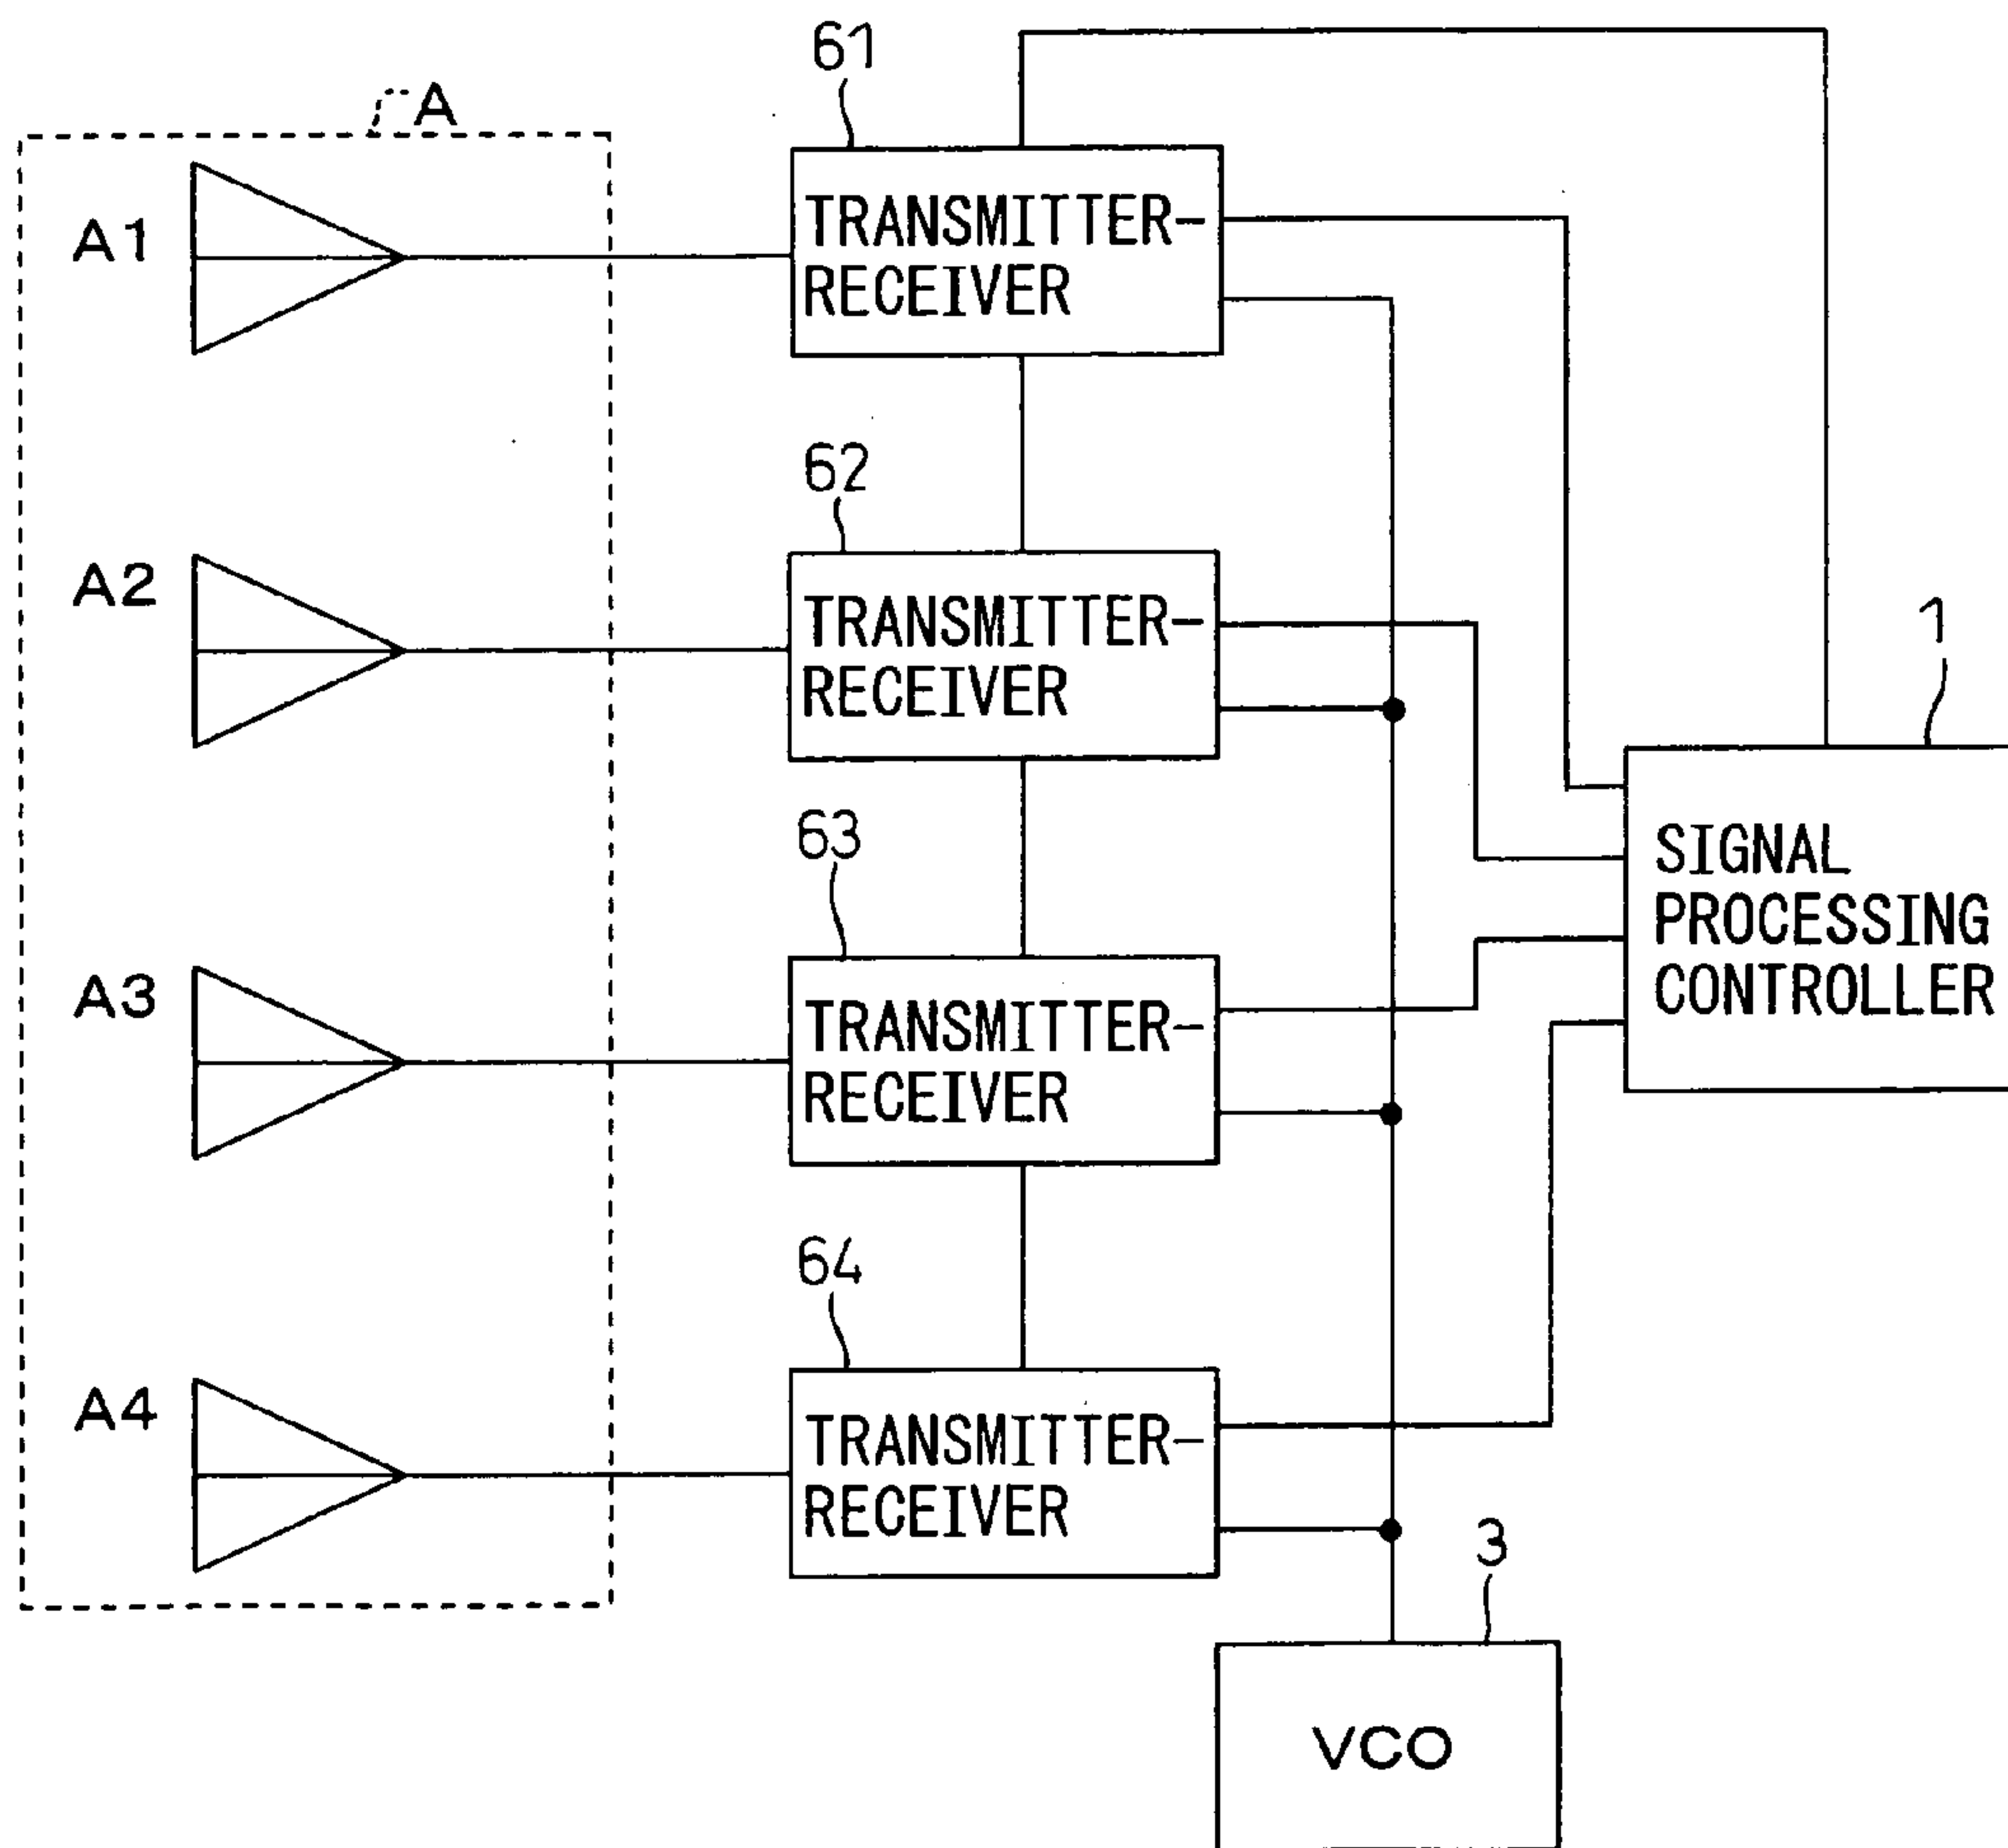 61
A
A1
TRANSMITTER-
RECEIVER
62
A2
TRANSMITTER-
RECEIVER
1
63
SIGNAL
PROCESSING
CONTROLLER
A3
TRANSMITTER-
RECEIVER
64
A4
TRANSMITTER-
RECEIVER
3
VCO